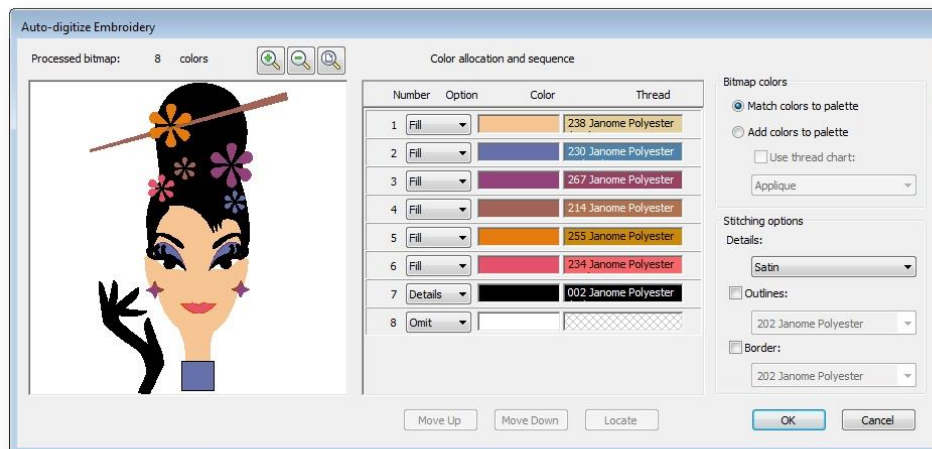 Auto-digitize Embroidery
Processed bitmap: 8 colors
Color allocation and sequence
Number Option Color Thread
1 Fill 238 Janome Polyester
2 Fill 230 Janome Polyester
3 Fill 267 Janome Polyester
4 Fill 214 Janome Polyester
5 Fill 255 Janome Polyester
6 Fill 234 Janome Polyester
7 Details 002 Janome Polyester
8 Omit
Move Up Move Down Locate
Bitmap colors
Match colors to palette
Add colors to palette
Use thread chart:
Applique
Stitching options
Details:
Satin
Outlines:
202 Janome Polyester
Border:
202 Janome Polyester
OK Cancel